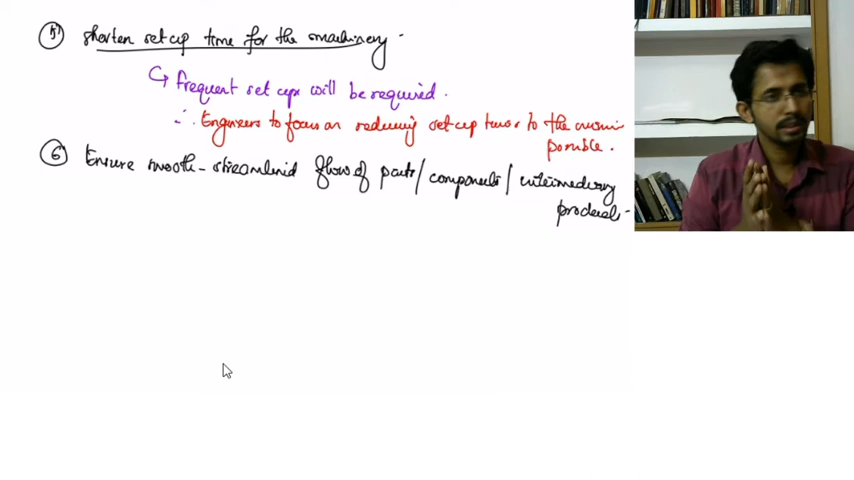 5) shorten set up time for the machinery.
↳ Frequent set ups will be required.
∴ Engineers to focus on reducing set-up times to the
possible.
6) Ensure smooth-streamlined flow of parts/components/intermediary
products.